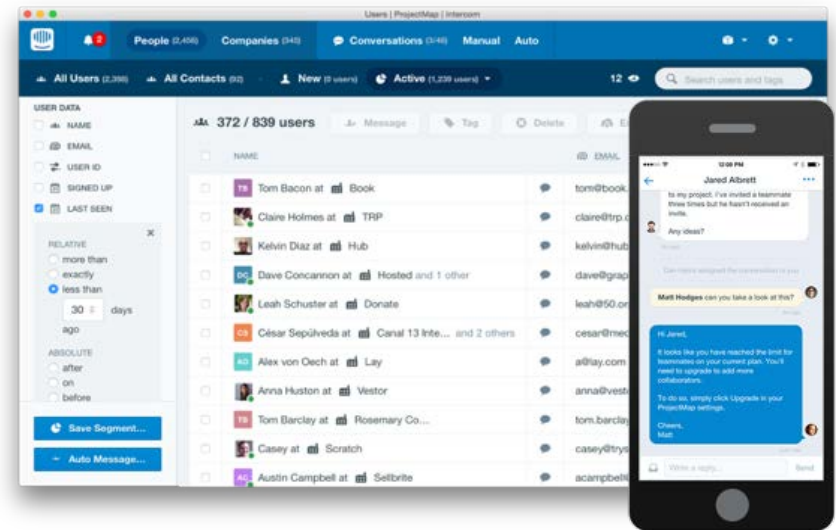 Users | ProjectMap | Intercom
2 People (2,456) Companies (345) Conversations (3/46) Manual Auto
All Users (2,398) All Contacts (92) New (0 users) Active (1,239 users) 12 Search users and tags
USER DATA
NAME
EMAIL
USER ID
SIGNED UP
LAST SEEN
RELATIVE
more than
exactly
less than
30 days
ago
ABSOLUTE
after
on
before
Save Segment...
Auto Message...
372 / 839 users Message Tag Delete
NAME EMAIL
TB Tom Bacon at Book tom@book.
Claire Holmes at TRP claire@trp.c
Kelvin Diaz at Hub kelvin@hub
DC Dave Concannon at Hosted and 1 other dave@grap
Leah Schuster at Donate leah@50.or
CS César Sepúlveda at Canal 13 Inte... and 2 others cesar@med
AO Alex von Oech at Lay a@lay.com
Anna Huston at Vestor anna@vest
TB Tom Barclay at Rosemary Co... tom.barclay
Casey at Scratch casey@trys
AC Austin Campbell at Sellbrite acampbell
12:00 PM
Jared Albrett
to my project. I've invited a teammate
three times but he hasn't received an
invite.
Any ideas?
Matt Hodges can you take a look at this?
Hi Jared,
It looks like you have reached the limit for
teammates on your current plan. You'll
need to upgrade to add more
collaborators.
To do so, simply click Upgrade in your
ProjectMap settings.
Cheers,
Matt
Write a reply... Send